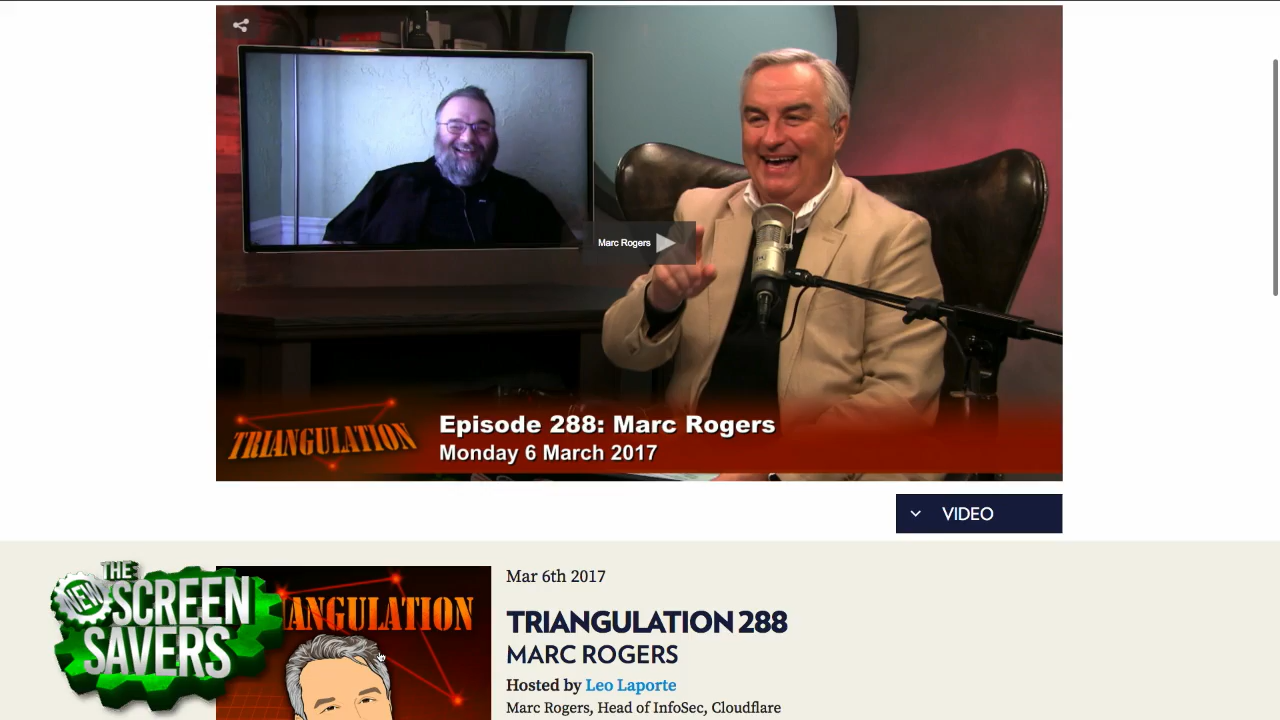 Marc Rogers
TRIANGULATION
Episode 288: Marc Rogers
Monday 6 March 2017
VIDEO
THE
NEW
SCREEN
SAVERS
ANGULATION
Mar 6th 2017
TRIANGULATION 288
MARC ROGERS
Hosted by Leo Laporte
Marc Rogers, Head of InfoSec, Cloudflare